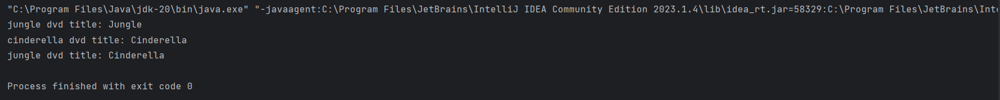 "C:\Program Files\Java\jdk-20\bin\java.exe" "-javaagent:C:\Program Files\JetBrains\IntelliJ IDEA Community Edition 2023.1.4\lib\idea_rt.jar=58329:C:\Program Files\JetBrains\Inte
jungle dvd title: Jungle
cinderella dvd title: Cinderella
jungle dvd title: Cinderella
Process finished with exit code 0